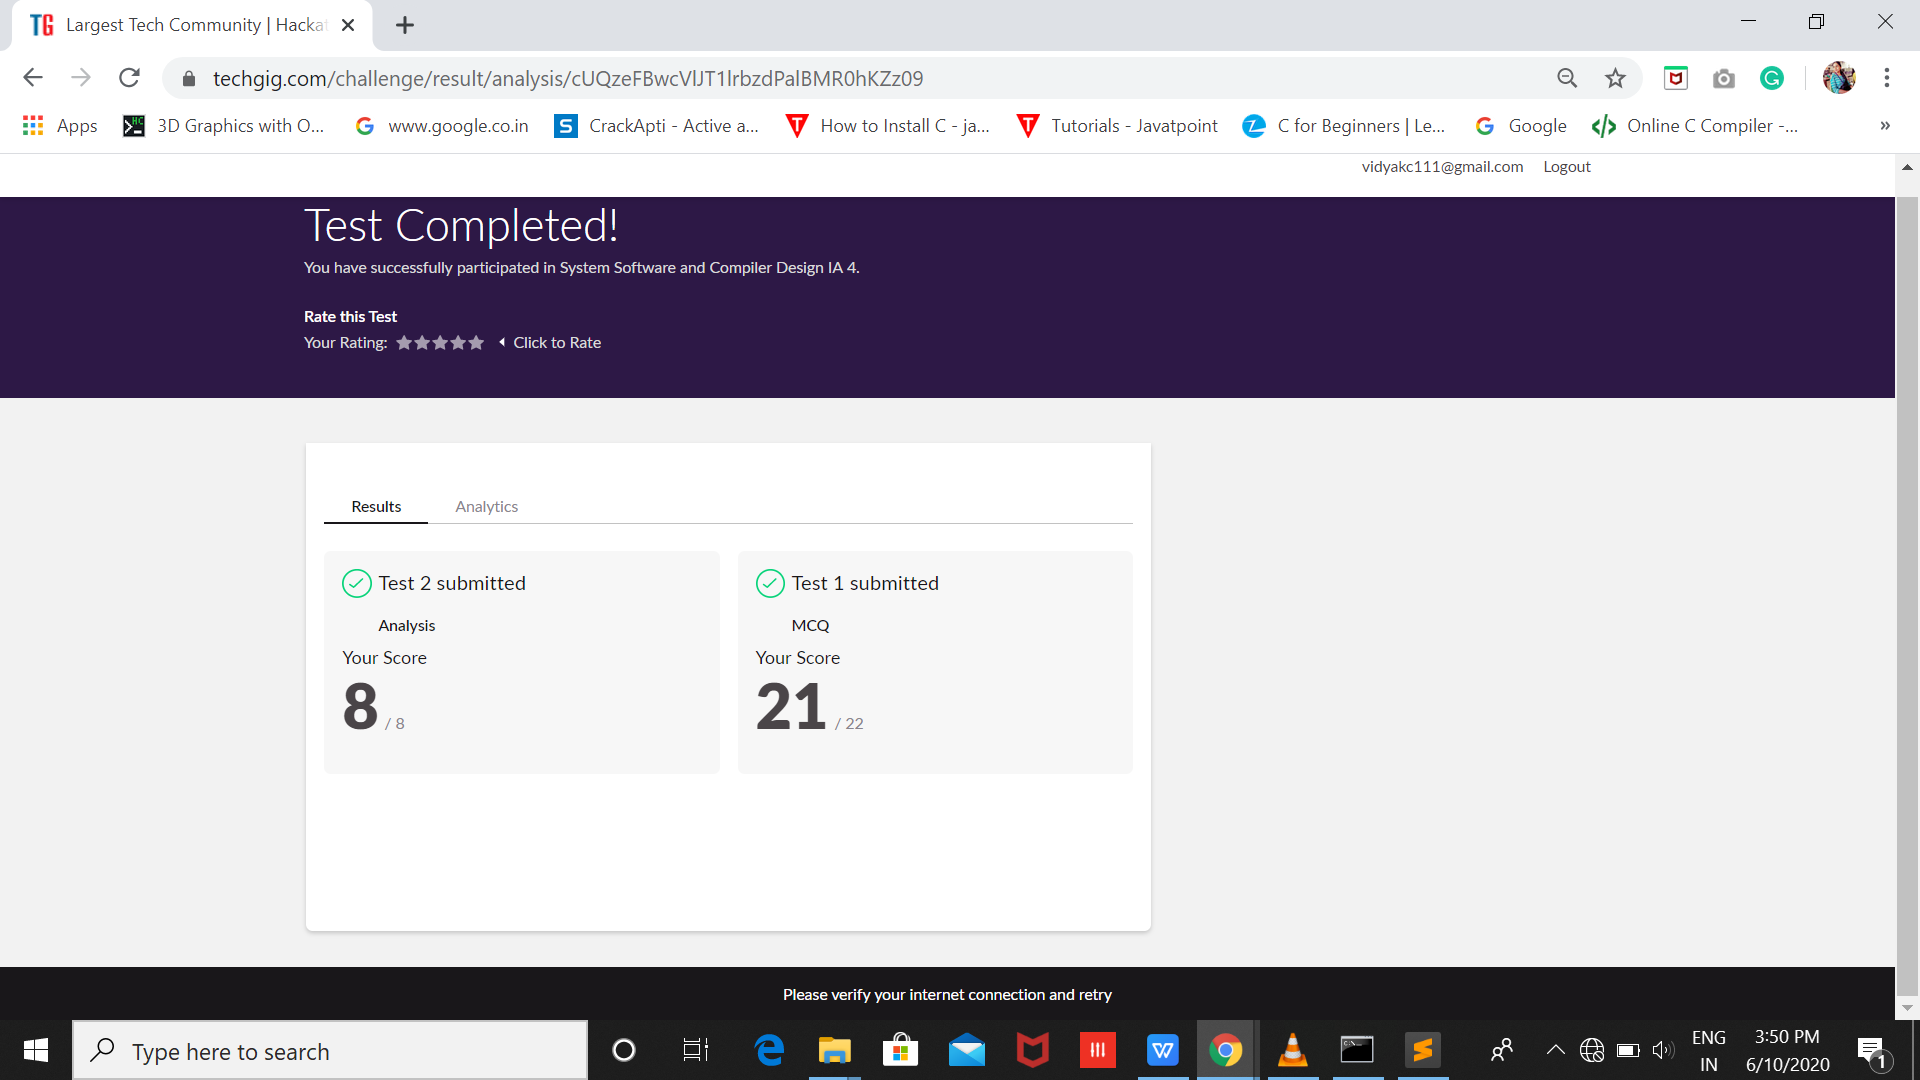 TG Largest Tech Community | Hacka
techgig.com/challenge/result/analysis/cUQzeFBwcVlJT1lrbzdPalBMR0hKZz09
Apps 3D Graphics with O... www.google.co.in CrackApti - Active a... How to Install C - ja... Tutorials - Javatpoint C for Beginners | Le... Google Online C Compiler -... »
vidyakc111@gmail.com Logout
Test Completed!
You have successfully participated in System Software and Compiler Design IA 4.
Rate this Test
Your Rating: Click to Rate
Results Analytics
Test 2 submitted
Analysis
Your Score
8 / 8
Test 1 submitted
MCQ
Your Score
21 / 22
Please verify your internet connection and retry
Type here to search
ENG
IN
3:50 PM
6/10/2020
1